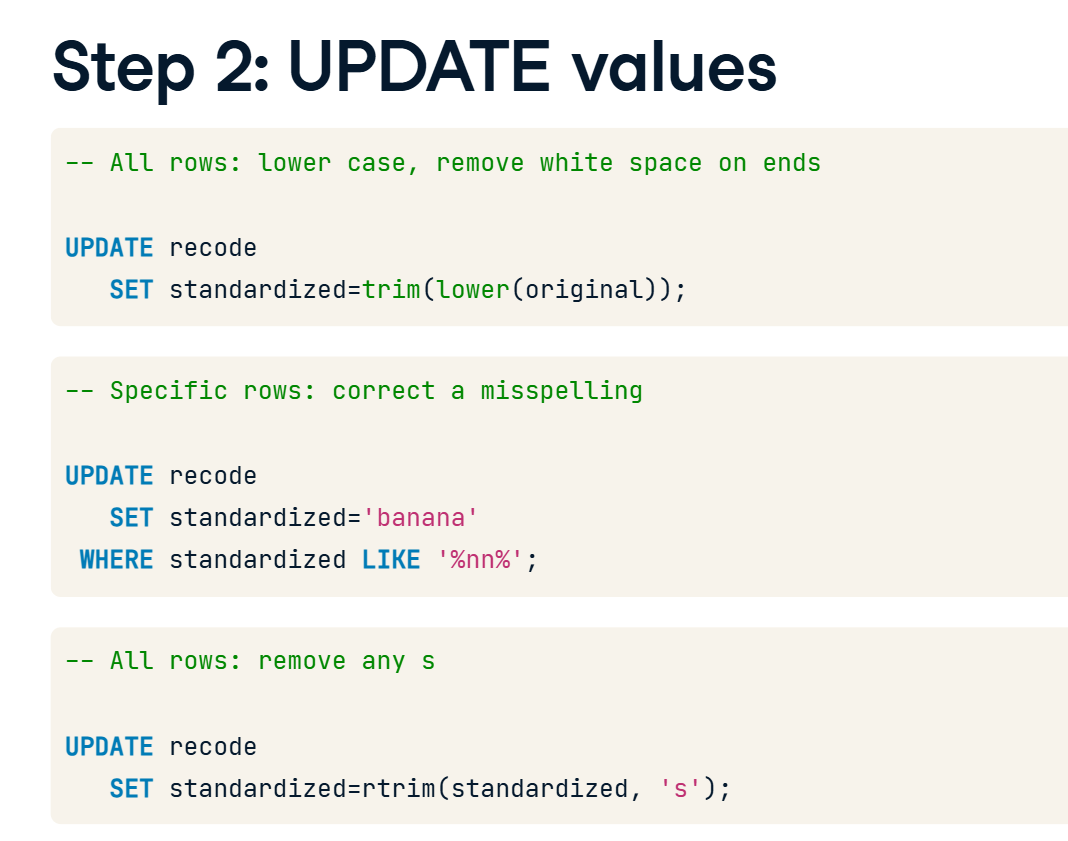 Step 2: UPDATE values
-- All rows: lower case, remove white space on ends
UPDATE recode
SET standardized=trim(lower(original));
-- Specific rows: correct a misspelling
UPDATE recode
SET standardized='banana'
WHERE standardized LIKE '%nn%';
-- All rows: remove any s
UPDATE recode
SET standardized=rtrim(standardized, 's');